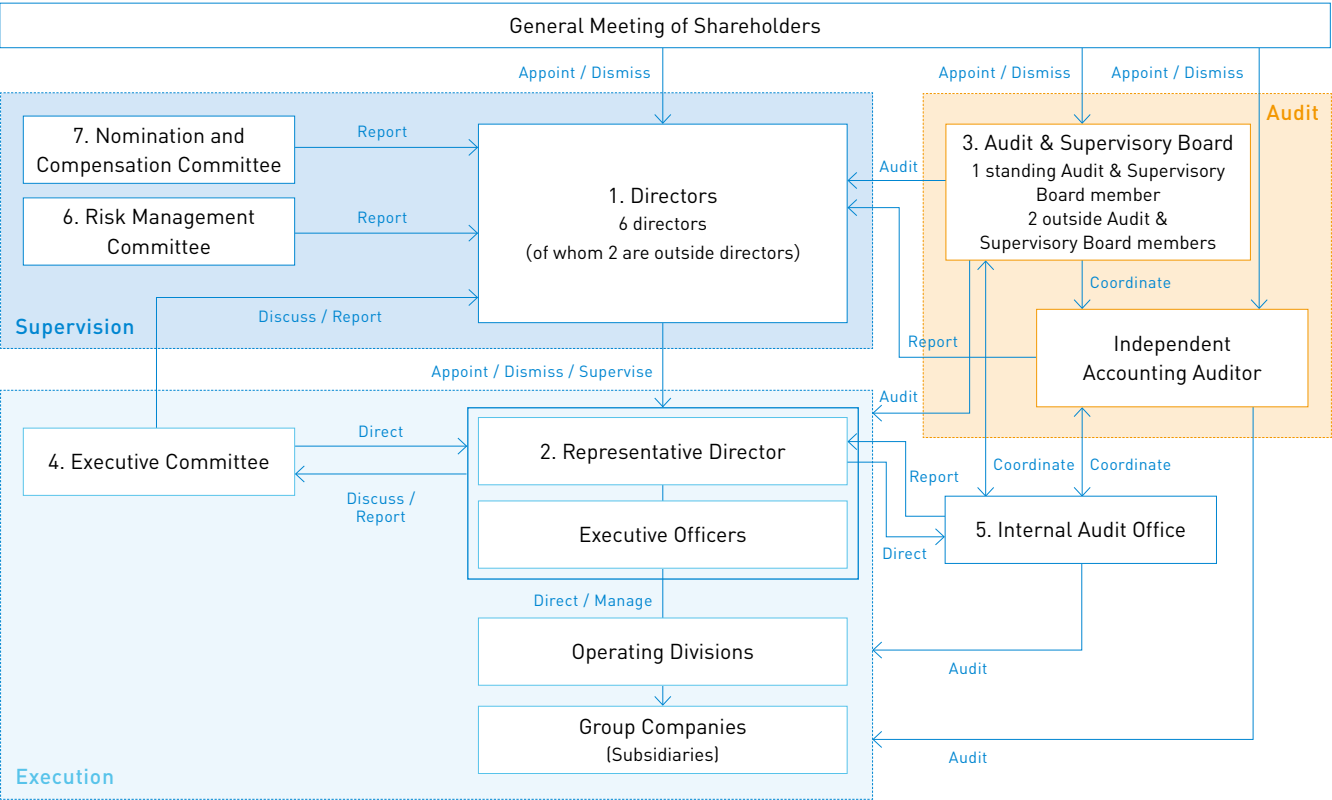 General Meeting of Shareholders
Appoint / Dismiss
Appoint / Dismiss
Appoint / Dismiss
Audit
7. Nomination and
Compensation Committee
Report
6. Risk Management
Committee
Report
1. Directors
6 directors
(of whom 2 are outside directors)
Audit
3. Audit & Supervisory Board
1 standing Audit & Supervisory
Board member
2 outside Audit &
Supervisory Board members
Coordinate
Discuss / Report
Supervision
Report
Independent
Accounting Auditor
Appoint / Dismiss / Supervise
Audit
4. Executive Committee
Direct
Discuss /
Report
2. Representative Director
Executive Officers
Report
Coordinate
Coordinate
Direct
5. Internal Audit Office
Direct / Manage
Operating Divisions
Audit
Group Companies
(Subsidiaries)
Audit
Execution